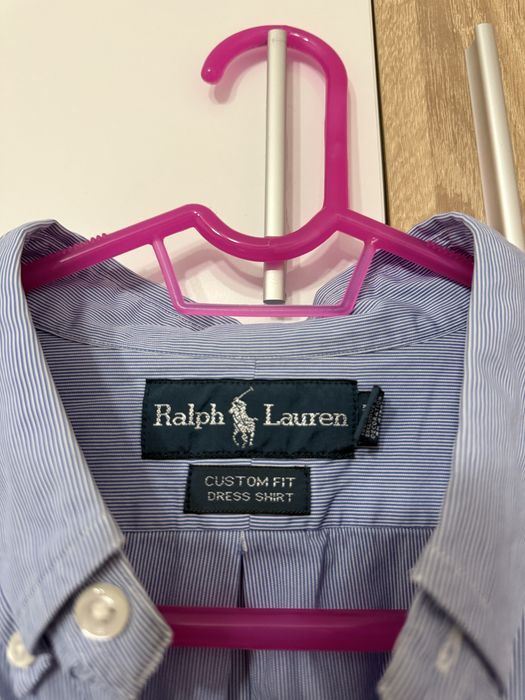 Ralph Lauren
CUSTOM FIT
DRESS SHIRT